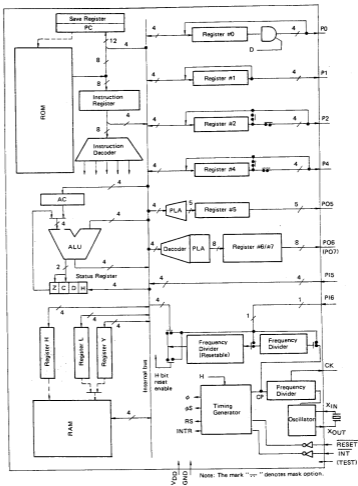 Save Register
PC
12
8
8
4
ROM
Instruction Register
8
4
Instruction Decoder
4
AC
4
4
ALU
2
4
Status Register
Z C D H
4
4
4
4
Register H
Register L
Register Y
RAM
4
Internal bus
4
Register #0
4
P0
D
4
Register #1
4
P1
4
Register #2
4
P2
4
Register #4
4
P4
4
PLA
5
Register #5
5
PO5
4
Decoder
PLA
8
Register #6/#7
8
PO6
(PO7)
4
PI5
1
PI6
1
Frequency Divider (Resetable)
Frequency Divider
H bit reset enable
H
CK
CP
Frequency Divider
φ
φS
RS
INTR
Timing Generator
Oscillator
XIN
XOUT
RESET
INT
(TEST)
VDD
GND
Note: The mark "⚬⚬" denotes mask option.